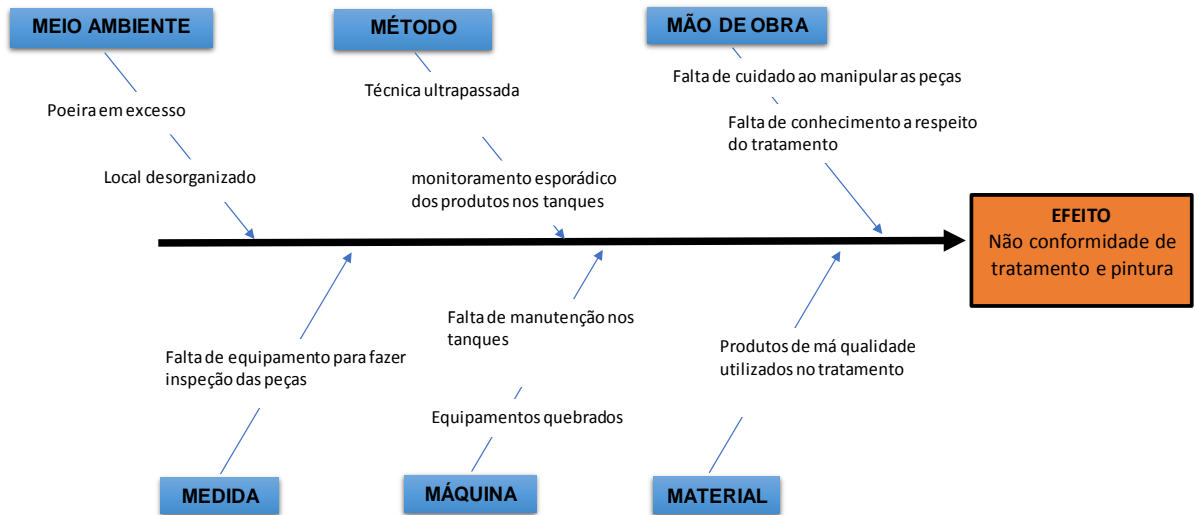 MEIO AMBIENTE
MÉTODO
MÃO DE OBRA
Falta de cuidado ao manipular as peças
Técnica ultrapassada
Poeira em excesso
Falta de conhecimento a respeito
do tratamento
Local desorganizado
monitoramento esporádico
dos produtos nos tanques
EFEITO
Não conformidade de
tratamento e pintura
Falta de manutenção nos
tanques
Falta de equipamento para fazer
inspeção das peças
Produtos de má qualidade
utilizados no tratamento
Equipamentos quebrados
MEDIDA
MÁQUINA
MATERIAL